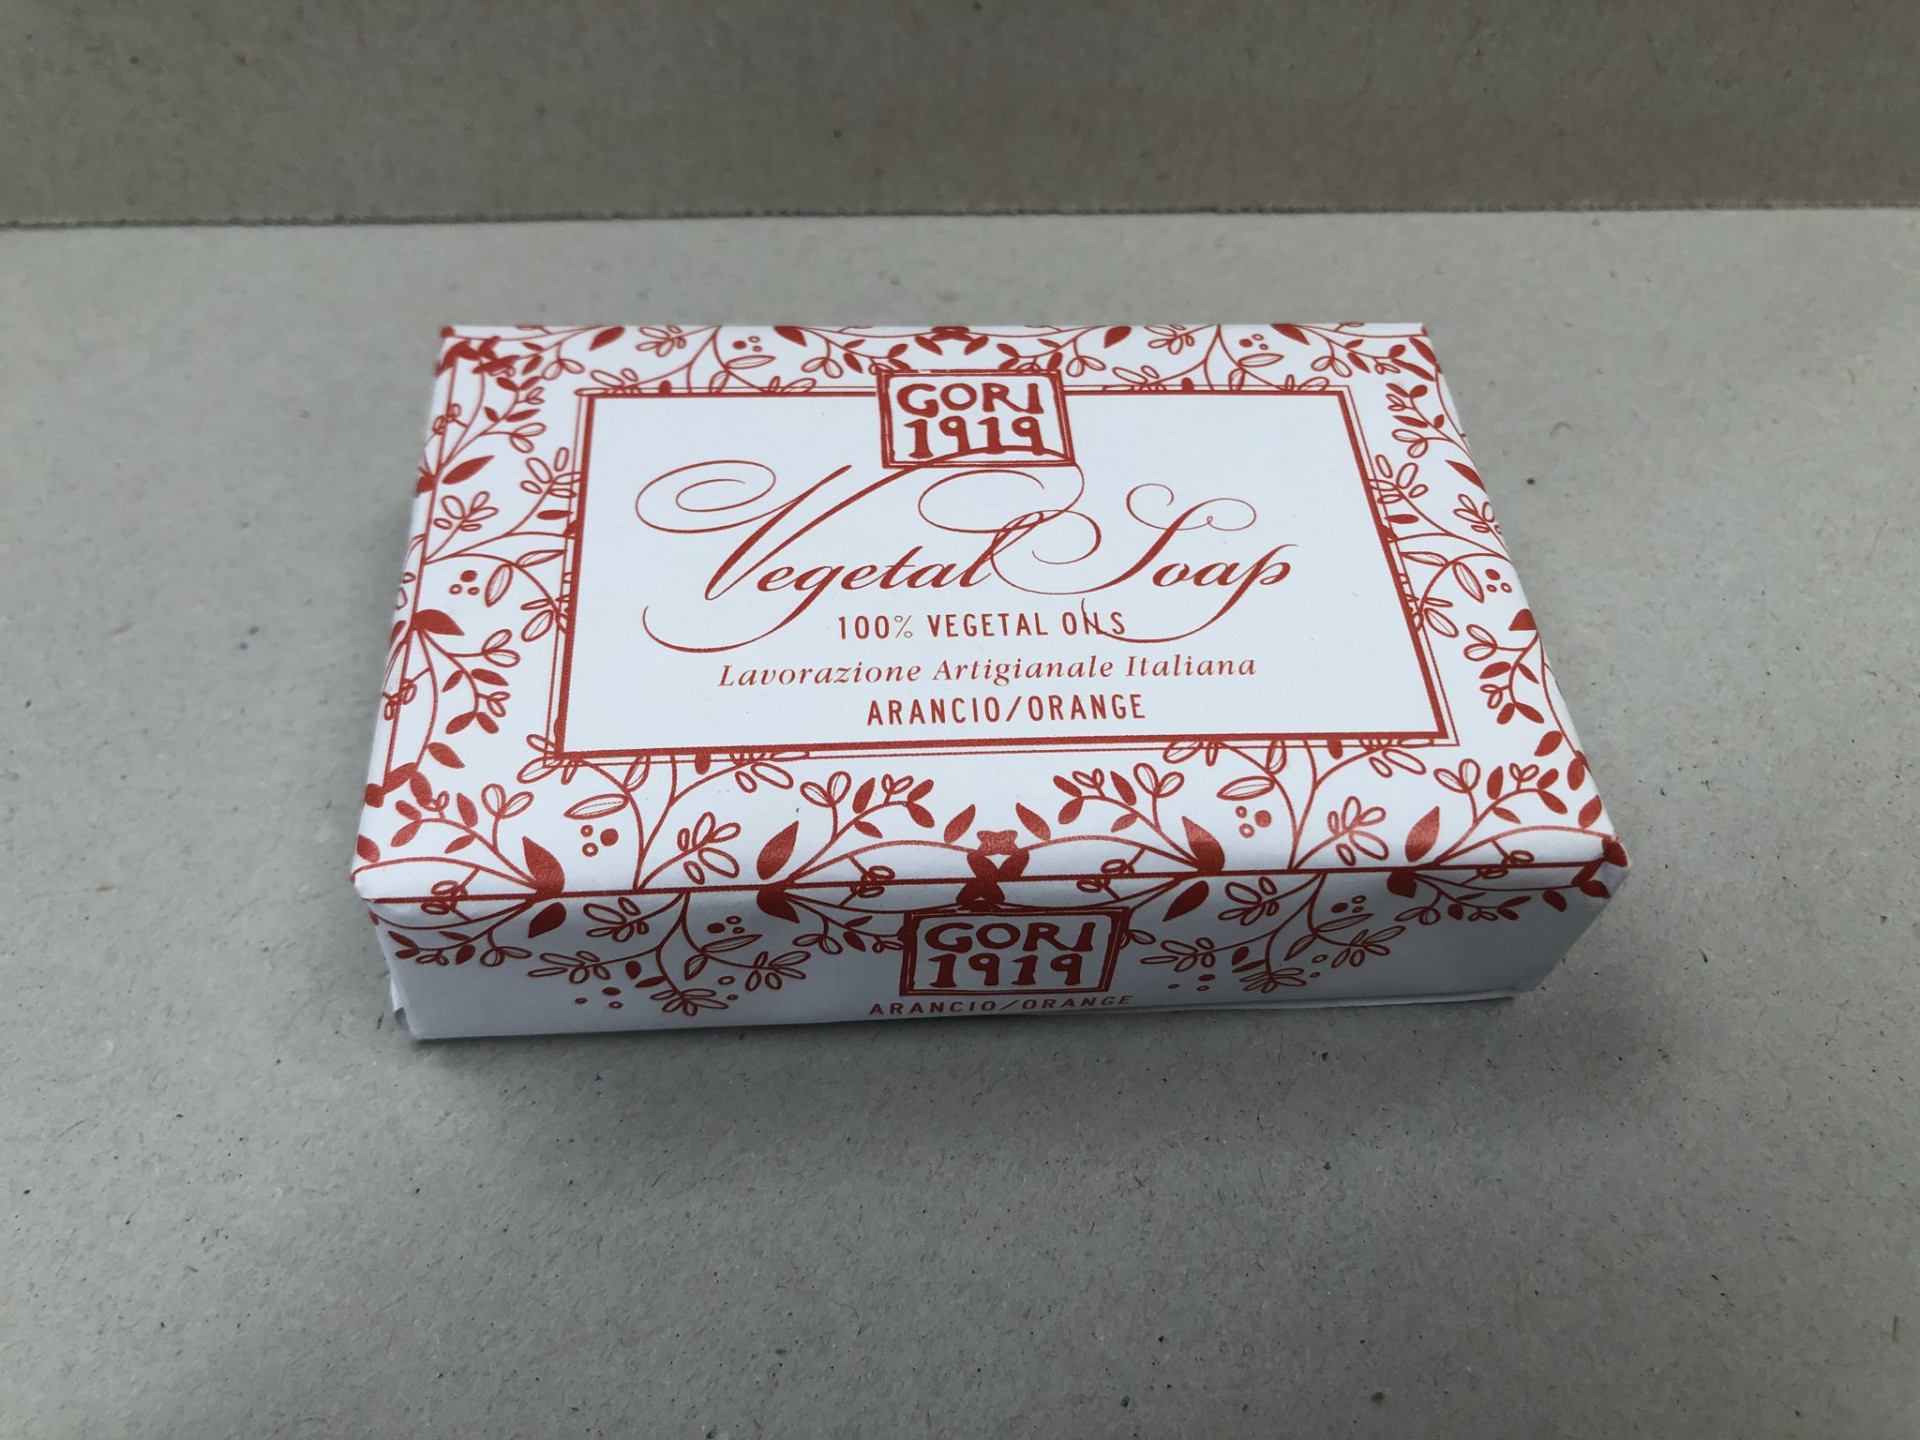 GORI
1919
Vegetal Soap
100% VEGETAL OILS
Lavorazione Artigianale Italiana
ARANCIO/ORANGE
GORI
1919
ARANCIO/ORANGE